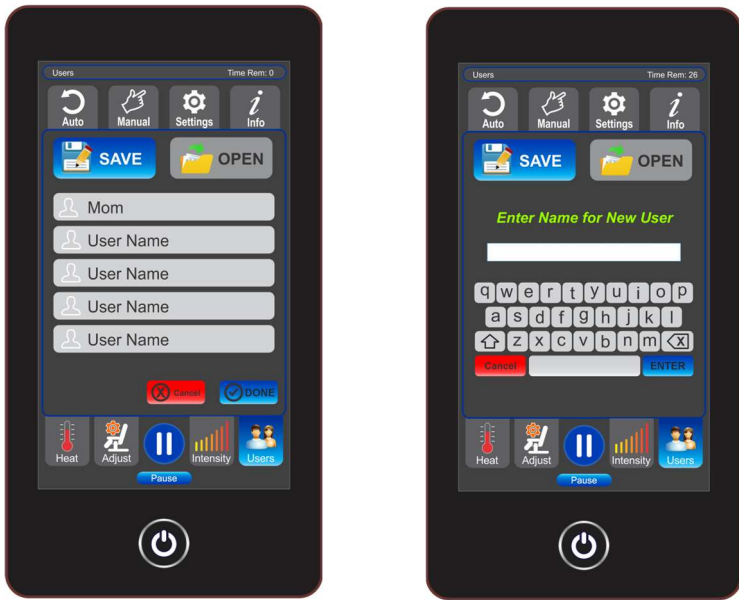 Users Time Rem: 0
Auto Manual Settings Info
SAVE OPEN
Mom
User Name
User Name
User Name
User Name
X Cancel DONE
Heat Adjust Intensity Users
Pause
Users Time Rem: 26
Auto Manual Settings Info
SAVE OPEN
Enter Name for New User
q w e r t y u i o p
a s d f g h j k l
z x c v b n m X
Cancel ENTER
Heat Adjust Intensity Users
Pause